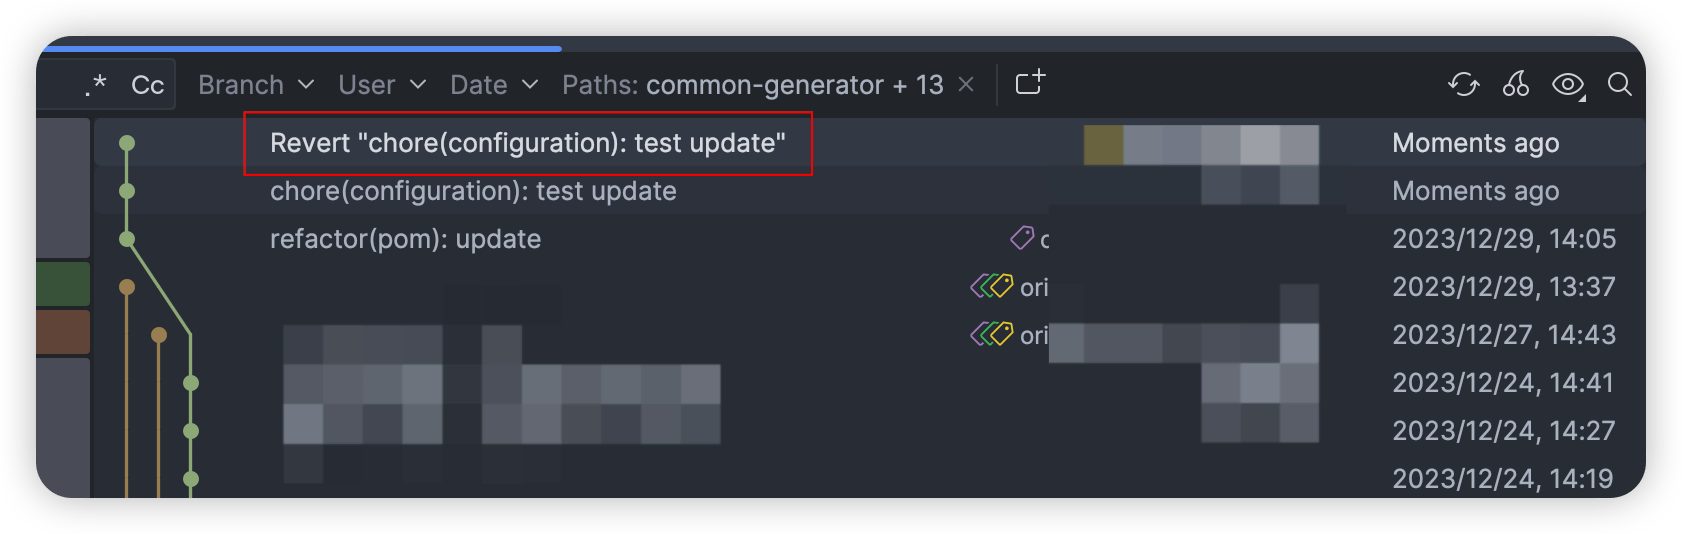 .* Cc Branch User Date Paths: common-generator + 13
Revert "chore(configuration): test update" Moments ago
chore(configuration): test update Moments ago
refactor(pom): update 2023/12/29, 14:05
ori 2023/12/29, 13:37
ori 2023/12/27, 14:43
2023/12/24, 14:41
2023/12/24, 14:27
2023/12/24, 14:19